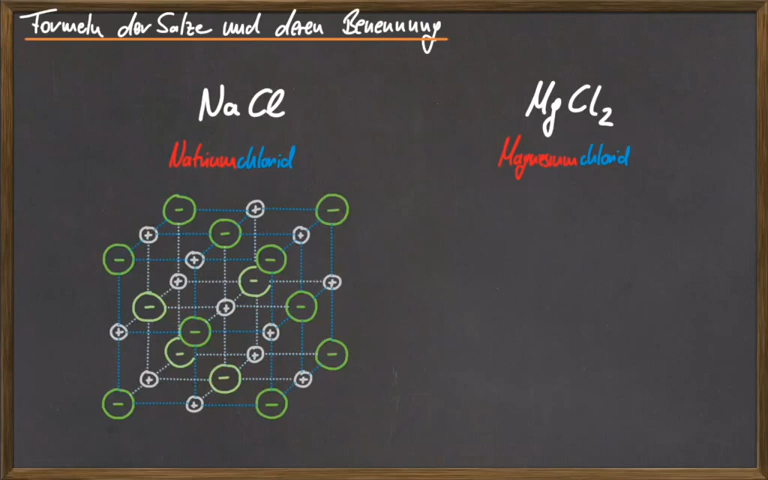 Formeln der Salze und deren Benennung
NaCl
MgCl₂
Natriumchlorid
Magnesiumchlorid